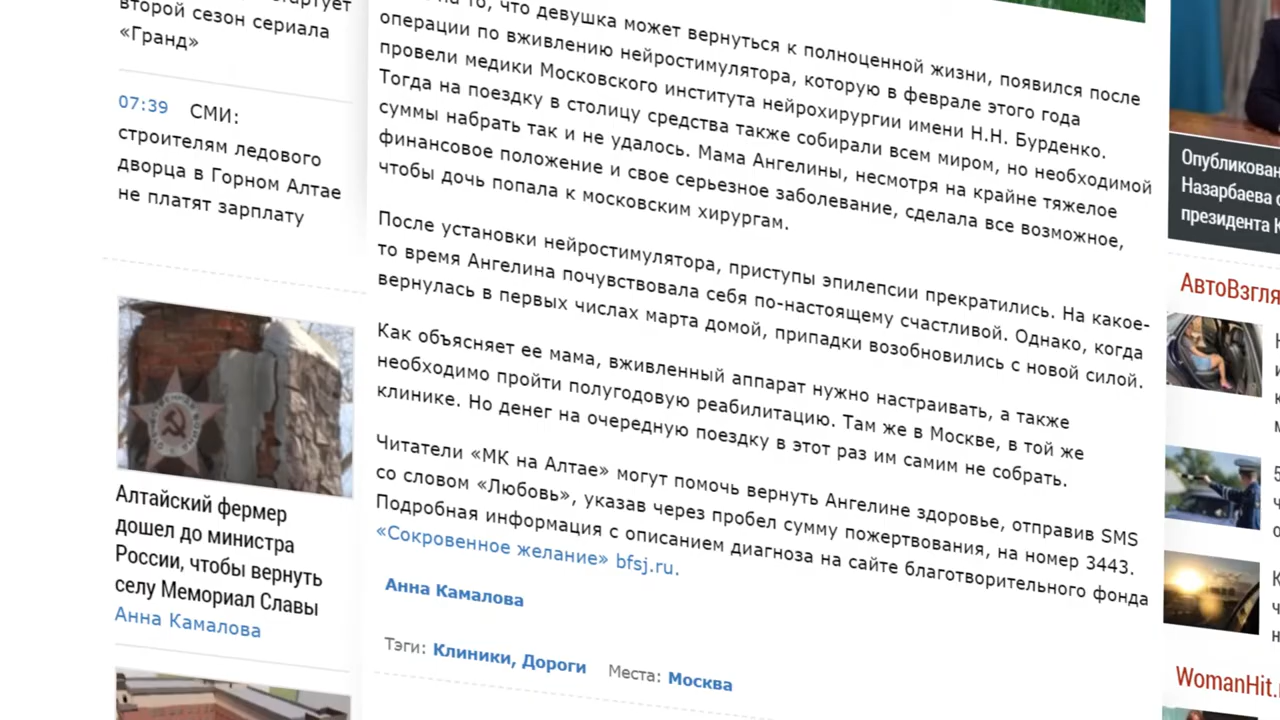 второй сезон сериала
«Гранд»
07:39 СМИ:
строителям ледового
дворца в Горном Алтае
не платят зарплату
Алтайский фермер
дошел до министра
России, чтобы вернуть
селу Мемориал Славы
Анна Камалова
то, что девушка может вернуться к полноценной жизни, появился после
операции по вживлению нейростимулятора, которую в феврале этого года
провели медики Московского института нейрохирургии имени Н.Н. Бурденко.
Тогда на поездку в столицу средства также собирали всем миром, но необходимой
суммы набрать так и не удалось. Мама Ангелины, несмотря на крайне тяжелое
финансовое положение и свое серьезное заболевание, сделала все возможное,
чтобы дочь попала к московским хирургам.
После установки нейростимулятора, приступы эпилепсии прекратились. На какое-
то время Ангелина почувствовала себя по-настоящему счастливой. Однако, когда
вернулась в первых числах марта домой, припадки возобновились с новой силой.
Как объясняет ее мама, вживленный аппарат нужно настраивать, а также
необходимо пройти полугодовую реабилитацию. Там же в Москве, в той же
клинике. Но денег на очередную поездку в этот раз им самим не собрать.
Читатели «МК на Алтае» могут помочь вернуть Ангелине здоровье, отправив SMS
со словом «Любовь», указав через пробел сумму пожертвования, на номер 3443.
Подробная информация с описанием диагноза на сайте благотворительного фонда
«Сокровенное желание» bfsj.ru.
Анна Камалова
Тэги: Клиники, Дороги Места: Москва
Опубликован
Назарбаева
президента К
АвтоВзгля
WomanHit.